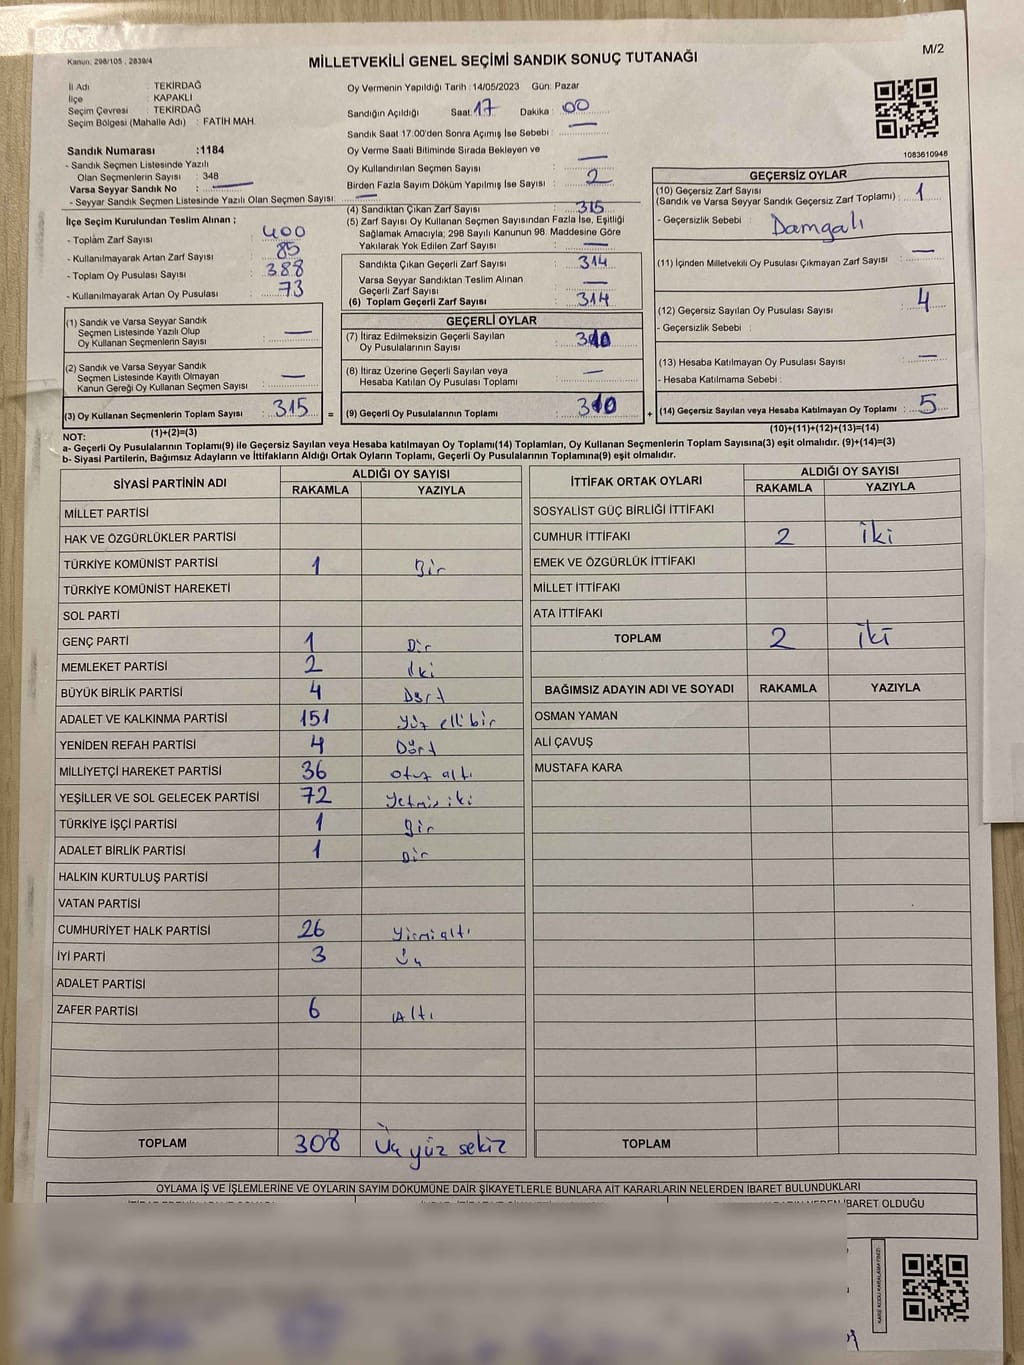 Kanun: 298/105 , 2839/4
MİLLETVEKİLİ GENEL SEÇİMİ SANDIK SONUÇ TUTANAĞI
M/2
İl Adı : TEKİRDAĞ
İlçe : KAPAKLI
Seçim Çevresi : TEKİRDAĞ
Seçim Bölgesi (Mahalle Adı) : FATİH MAH.
Sandık Numarası :1184
- Sandık Seçmen Listesinde Yazılı
Olan Seçmenlerin Sayısı : 348
Varsa Seyyar Sandık No :
- Seyyar Sandık Seçmen Listesinde Yazılı Olan Seçmen Sayısı:
İlçe Seçim Kurulundan Teslim Alınan ;
- Toplam Zarf Sayısı : 400
- Kullanılmayarak Artan Zarf Sayısı : 85
- Toplam Oy Pusulası Sayısı : 388
- Kullanılmayarak Artan Oy Pusulası : 73
(1) Sandık ve Varsa Seyyar Sandık
Seçmen Listesinde Yazılı Olup
Oy Kullanan Seçmenlerin Sayısı : —
(2) Sandık ve Varsa Seyyar Sandık
Seçmen Listesinde Kayıtlı Olmayan
Kanun Gereği Oy Kullanan Seçmen Sayısı : —
(3) Oy Kullanan Seçmenlerin Toplam Sayısı : 315 =
(1)+(2)=(3)
Oy Vermenin Yapıldığı Tarih : 14/05/2023 Gün: Pazar
Sandığın Açıldığı Saat: 17 Dakika : 00
Sandık Saat 17:00'den Sonra Açımış İse Sebebi : —
Oy Verme Saati Bitiminde Sırada Bekleyen ve
Oy Kullandırılan Seçmen Sayısı : —
Birden Fazla Sayım Döküm Yapılmış İse Sayısı : 2
(4) Sandıktan Çıkan Zarf Sayısı : 315
(5) Zarf Sayısı Oy Kullanan Seçmen Sayısından Fazla İse, Eşitliği
Sağlamak Amacıyla; 298 Sayılı Kanunun 98. Maddesine Göre
Yakılarak Yok Edilen Zarf Sayısı : —
Sandıkta Çıkan Geçerli Zarf Sayısı : 314
Varsa Seyyar Sandıktan Teslim Alınan
Geçerli Zarf Sayısı : —
(6) Toplam Geçerli Zarf Sayısı : 314
GEÇERLİ OYLAR
(7) İtiraz Edilmeksizin Geçerli Sayılan
Oy Pusulalarının Sayısı : 310
(8) İtiraz Üzerine Geçerli Sayılan veya
Hesaba Katılan Oy Pusulası Toplamı : —
(9) Geçerli Oy Pusulalarının Toplamı : 310 +
1083610948
GEÇERSİZ OYLAR
(10) Geçersiz Zarf Sayısı
(Sandık ve Varsa Seyyar Sandık Geçersiz Zarf Toplamı) : 1
- Geçersizlik Sebebi : Damgalı
(11) İçinden Milletvekili Oy Pusulası Çıkmayan Zarf Sayısı : —
(12) Geçersiz Sayılan Oy Pusulası Sayısı : 4
- Geçersizlik Sebebi :
(13) Hesaba Katılmayan Oy Pusulası Sayısı : —
- Hesaba Katılmama Sebebi :
(14) Geçersiz Sayılan veya Hesaba Katılmayan Oy Toplamı : 5
(10)+(11)+(12)+(13)=(14)
NOT:
a- Geçerli Oy Pusulalarının Toplamı(9) ile Geçersiz Sayılan veya Hesaba katılmayan Oy Toplamı(14) Toplamları, Oy Kullanan Seçmenlerin Toplam Sayısına(3) eşit olmalıdır. (9)+(14)=(3)
b- Siyasi Partilerin, Bağımsız Adayların ve İttifakların Aldığı Ortak Oyların Toplamı, Geçerli Oy Pusulalarının Toplamına(9) eşit olmalıdır.
SİYASİ PARTİNİN ADI ALDIĞI OY SAYISI
RAKAMLA YAZIYLA
MİLLET PARTİSİ
HAK VE ÖZGÜRLÜKLER PARTİSİ
TÜRKİYE KOMÜNİST PARTİSİ 1 Bir
TÜRKİYE KOMÜNİST HAREKETİ
SOL PARTİ
GENÇ PARTİ 1 Bir
MEMLEKET PARTİSİ 2 iki
BÜYÜK BİRLİK PARTİSİ 4 Dört
ADALET VE KALKINMA PARTİSİ 151 Yüz elli bir
YENİDEN REFAH PARTİSİ 4 Dört
MİLLİYETÇİ HAREKET PARTİSİ 36 otuz altı
YEŞİLLER VE SOL GELECEK PARTİSİ 72 Yetmiş iki
TÜRKİYE İŞÇİ PARTİSİ 1 Bir
ADALET BİRLİK PARTİSİ 1 Bir
HALKIN KURTULUŞ PARTİSİ
VATAN PARTİSİ
CUMHURİYET HALK PARTİSİ 26 Yirmi altı
İYİ PARTİ 3 Üç
ADALET PARTİSİ
ZAFER PARTİSİ 6 Altı
TOPLAM 308 Üç yüz sekiz
İTTİFAK ORTAK OYLARI ALDIĞI OY SAYISI
RAKAMLA YAZIYLA
SOSYALİST GÜÇ BİRLİĞİ İTTİFAKI
CUMHUR İTTİFAKI 2 iki
EMEK VE ÖZGÜRLÜK İTTİFAKI
MİLLET İTTİFAKI
ATA İTTİFAKI
TOPLAM 2 iki
BAĞIMSIZ ADAYIN ADI VE SOYADI RAKAMLA YAZIYLA
OSMAN YAMAN
ALİ ÇAVUŞ
MUSTAFA KARA
TOPLAM
OYLAMA İŞ VE İŞLEMLERİNE VE OYLARIN SAYIM DÖKÜMÜNE DAİR ŞİKAYETLERLE BUNLARA AİT KARARLARIN NELERDEN İBARET BULUNDUKLARI
İBARET OLDUĞU